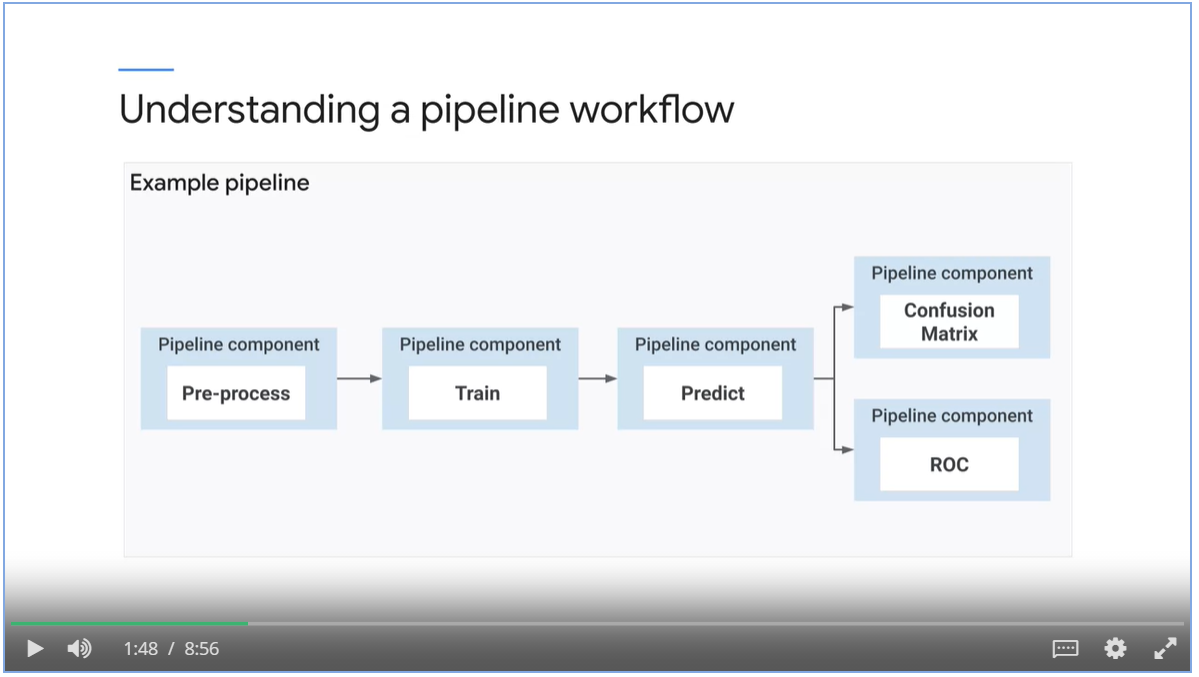 Understanding a pipeline workflow
Example pipeline
Pipeline component
Pre-process
Pipeline component
Train
Pipeline component
Predict
Pipeline component
Confusion
Matrix
Pipeline component
ROC
1:48 / 8:56